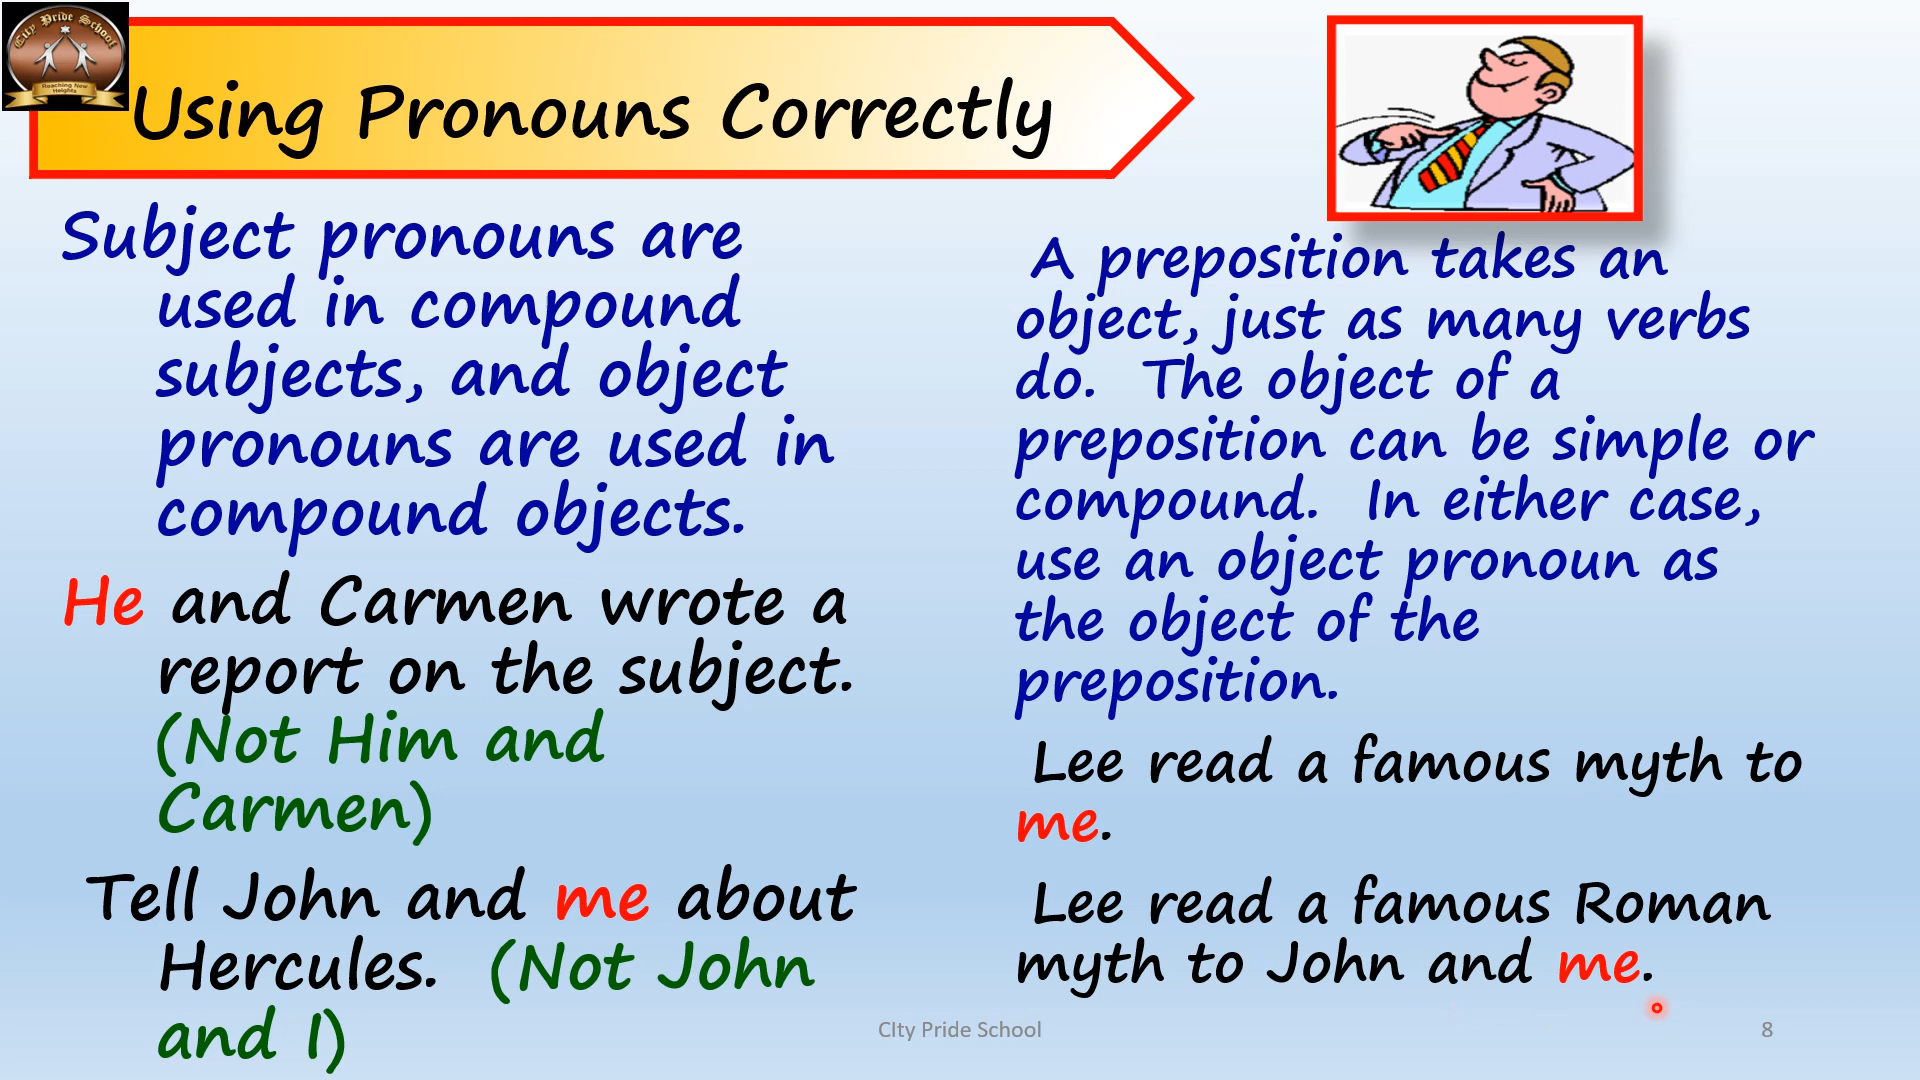 City Pride School
Reaching New
Heights
Using Pronouns Correctly
Subject pronouns are
used in compound
subjects, and object
pronouns are used in
compound objects.
He and Carmen wrote a
report on the subject.
(Not Him and
Carmen)
Tell John and me about
Hercules. (Not John
and I)
A preposition takes an
object, just as many verbs
do. The object of a
preposition can be simple or
compound. In either case,
use an object pronoun as
the object of the
preposition.
Lee read a famous myth to
me.
Lee read a famous Roman
myth to John and me.
CIty Pride School
8